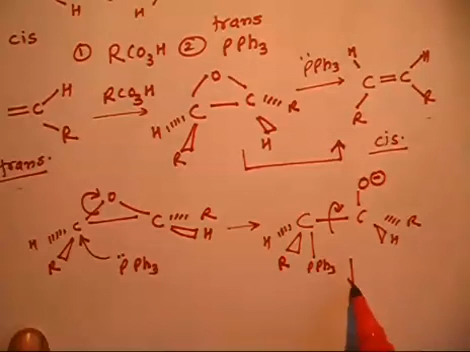 H H
trans
cis ① RCO3H ② PPh3
H O :PPh3 H H
=C RCO3H C C R C=C
R H R H R R
trans. cis.
O O⊖
C C R C C R
H H H H
R :PPh3 R PPh3